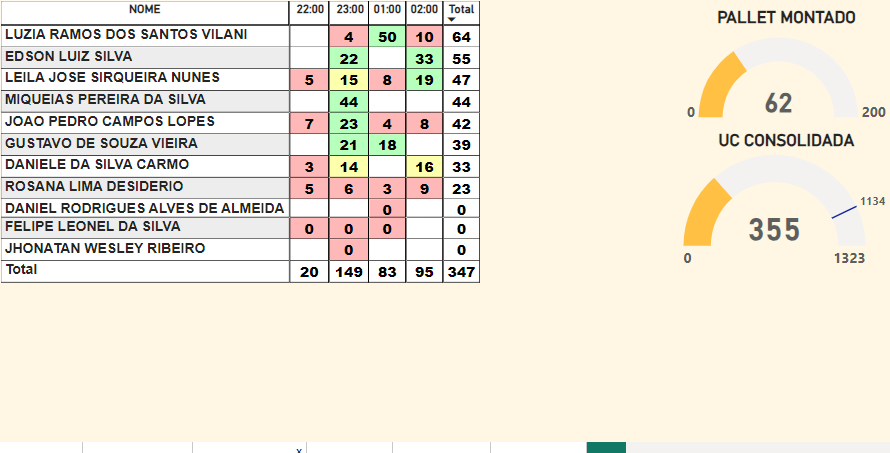 NOME 22:00 23:00 01:00 02:00 Total
LUZIA RAMOS DOS SANTOS VILANI 4 50 10 64
EDSON LUIZ SILVA 22 33 55
LEILA JOSE SIRQUEIRA NUNES 5 15 8 19 47
MIQUEIAS PEREIRA DA SILVA 44 44
JOAO PEDRO CAMPOS LOPES 7 23 4 8 42
GUSTAVO DE SOUZA VIEIRA 21 18 39
DANIELE DA SILVA CARMO 3 14 16 33
ROSANA LIMA DESIDERIO 5 6 3 9 23
DANIEL RODRIGUES ALVES DE ALMEIDA 0 0
FELIPE LEONEL DA SILVA 0 0 0 0
JHONATAN WESLEY RIBEIRO 0 0
Total 20 149 83 95 347
PALLET MONTADO
62
0 200
UC CONSOLIDADA
1134
355
0 1323
x